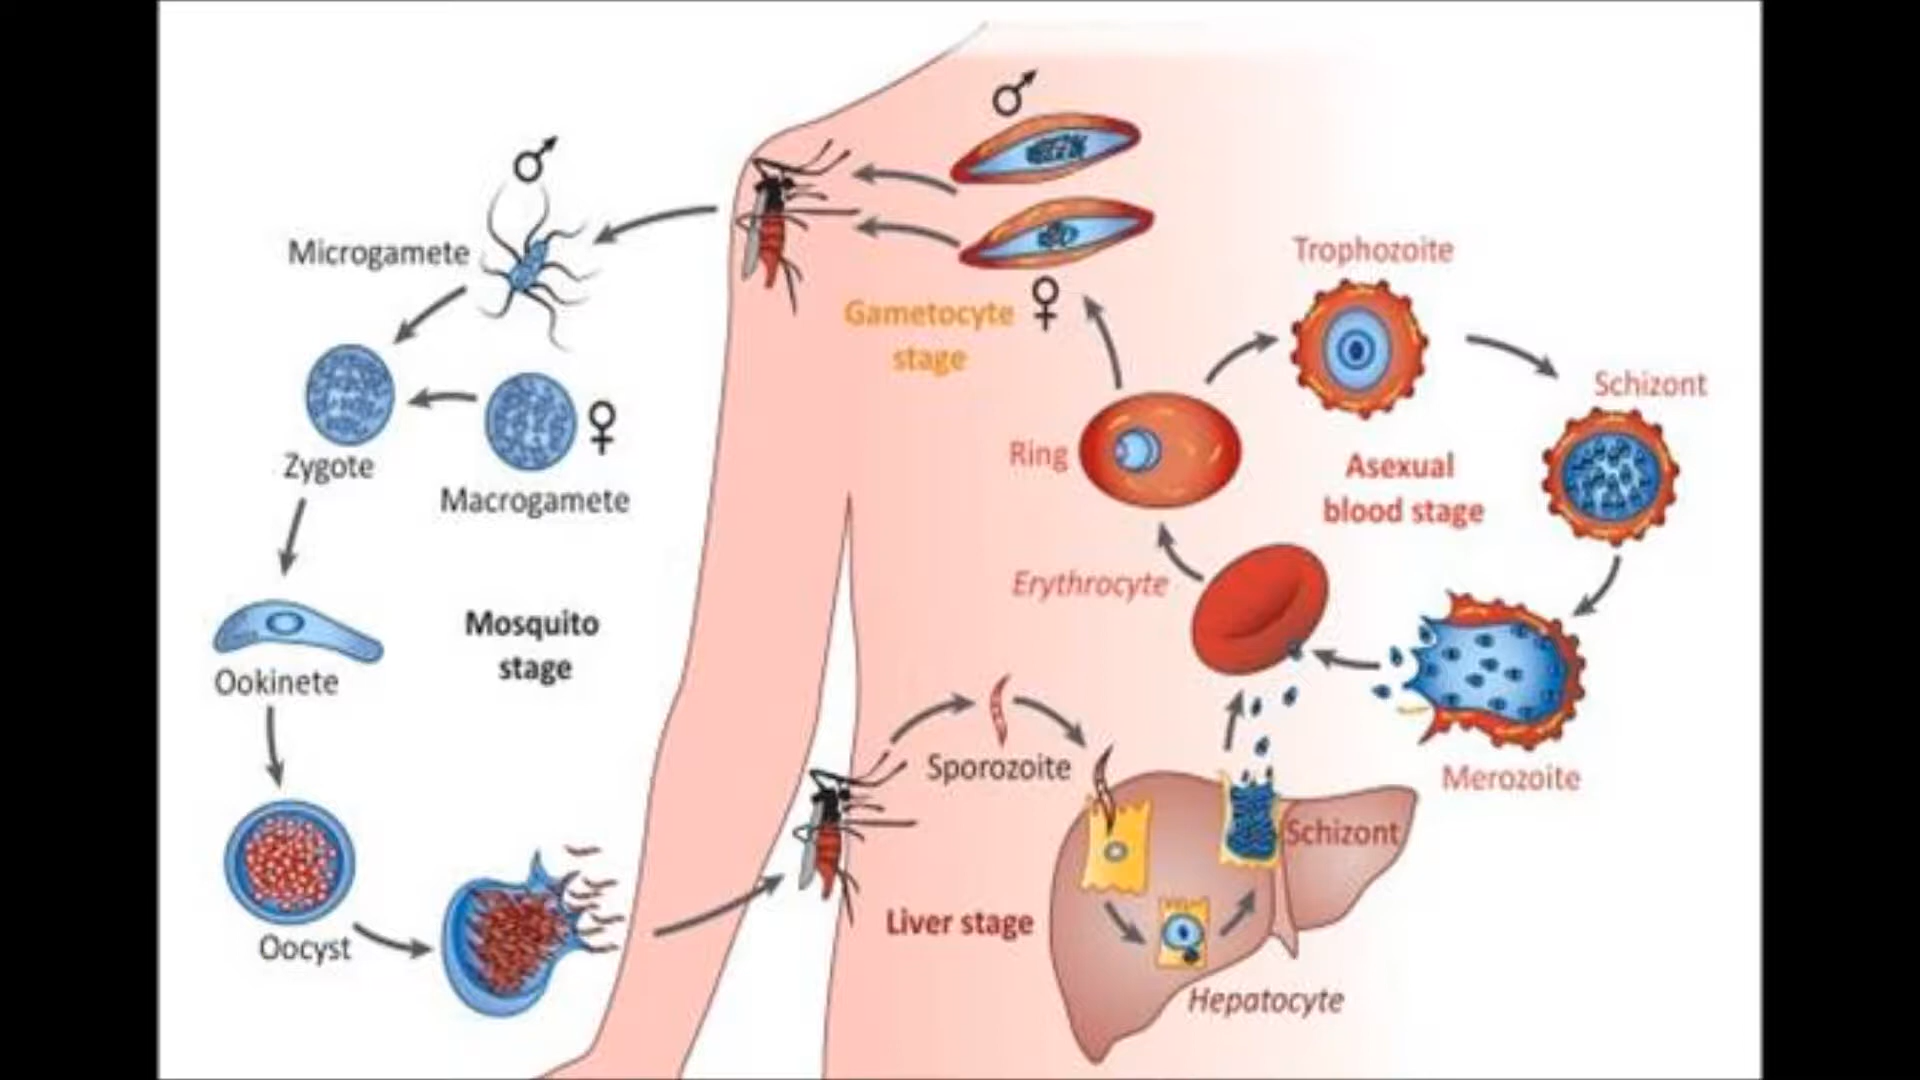 Microgamete
Zygote
Macrogamete
Ookinete
Mosquito
stage
Oocyst
Gametocyte
stage
Trophozoite
Schizont
Ring
Asexual
blood stage
Erythrocyte
Merozoite
Sporozoite
Schizont
Liver stage
Hepatocyte